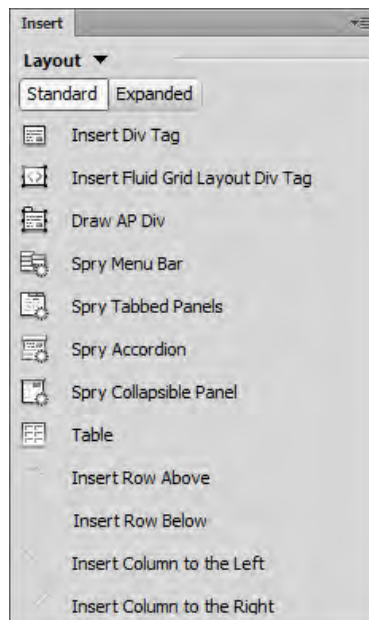 Insert
Layout
Standard Expanded
Insert Div Tag
Insert Fluid Grid Layout Div Tag
Draw AP Div
Spry Menu Bar
Spry Tabbed Panels
Spry Accordion
Spry Collapsible Panel
Table
Insert Row Above
Insert Row Below
Insert Column to the Left
Insert Column to the Right